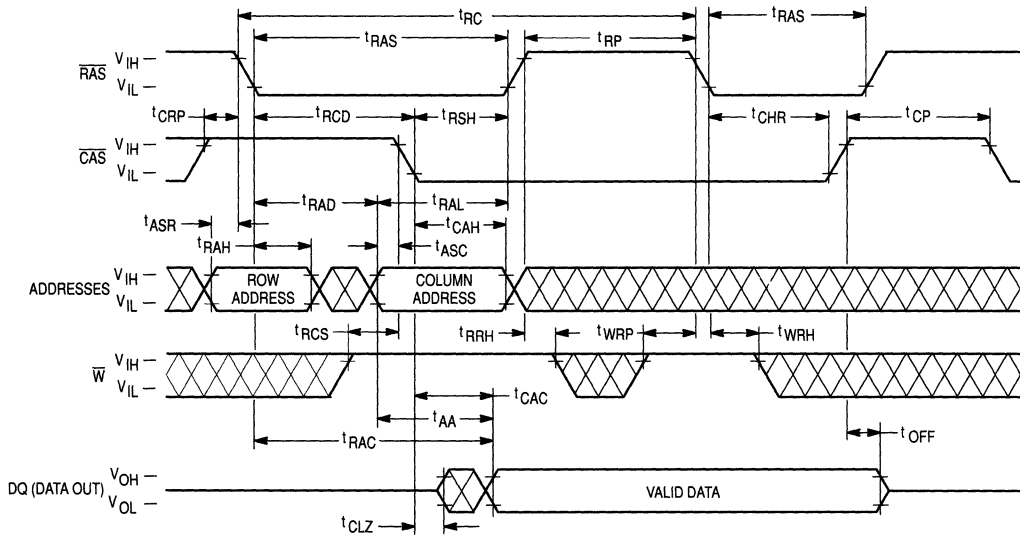 tRC
tRAS tRP tRAS
RAS VIH
VIL
tCRP tRCD tRSH tCHR tCP
CAS VIH
VIL
tRAD tRAL
tASR tCAH
tRAH tASC
ADDRESSES VIH
VIL
ROW ADDRESS
COLUMN ADDRESS
tRCS tRRH tWRP tWRH
W VIH
VIL
tCAC
tAA
tRAC tOFF
DQ (DATA OUT) VOH
VOL
VALID DATA
tCLZ